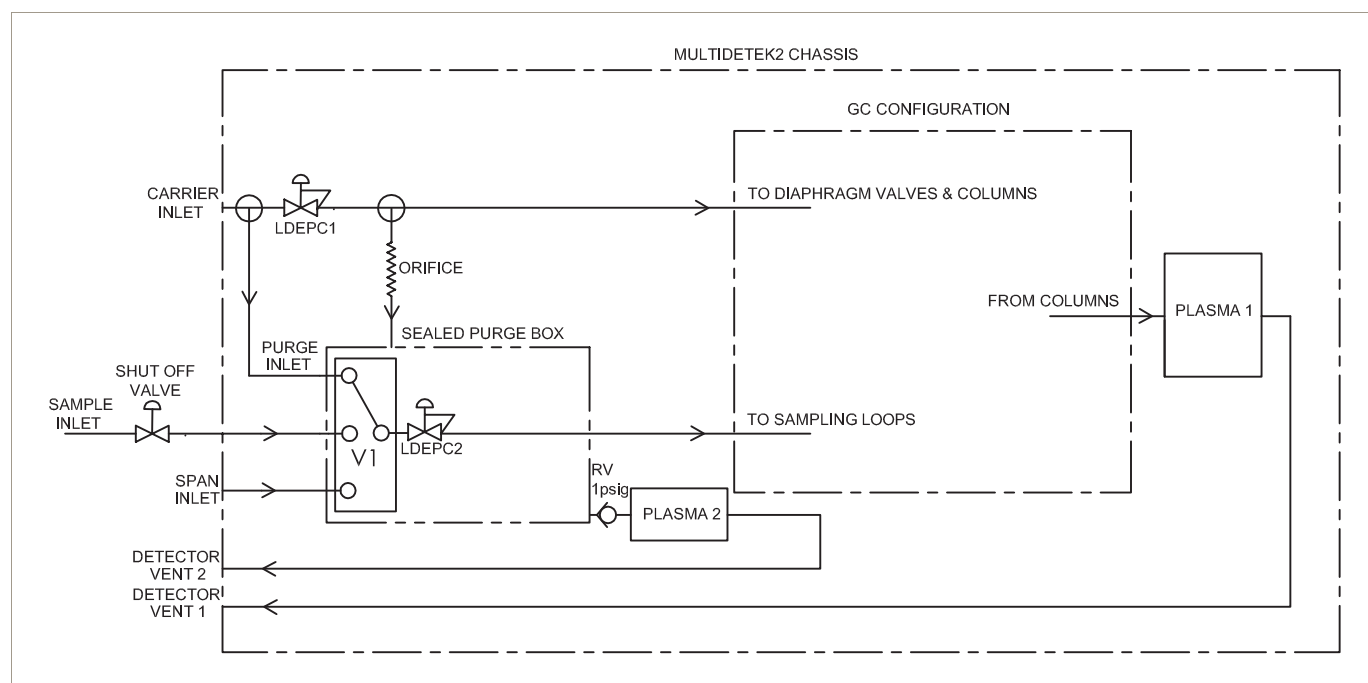 MULTIDETEK2 CHASSIS
GC CONFIGURATION
CARRIER
INLET
LDEPC1
TO DIAPHRAGM VALVES & COLUMNS
ORIFICE
FROM COLUMNS
PLASMA 1
SEALED PURGE BOX
PURGE
INLET
SHUT OFF
VALVE
SAMPLE
INLET
V1
LDEPC2
TO SAMPLING LOOPS
SPAN
INLET
RV
1psig
PLASMA 2
DETECTOR
VENT 2
DETECTOR
VENT 1